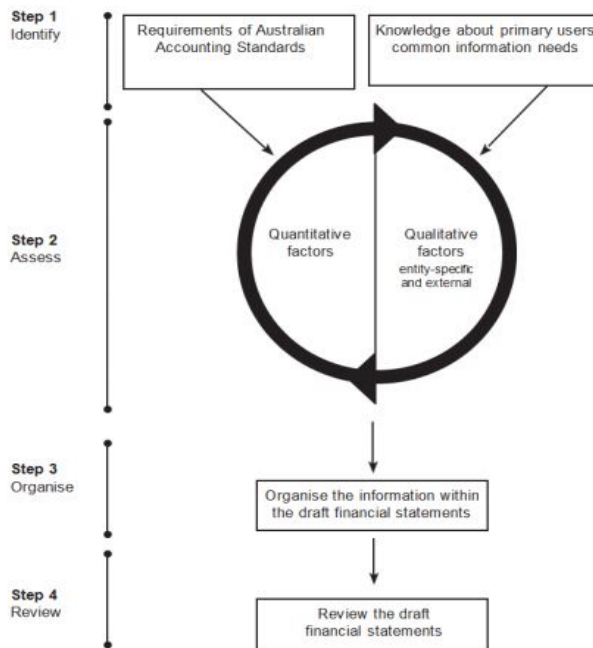 Step 1
Identify
Requirements of Australian
Accounting Standards
Knowledge about primary users
common information needs
Step 2
Assess
Quantitative
factors
Qualitative
factors
entity-specific
and external
Step 3
Organise
Organise the information within
the draft financial statements
Step 4
Review
Review the draft
financial statements